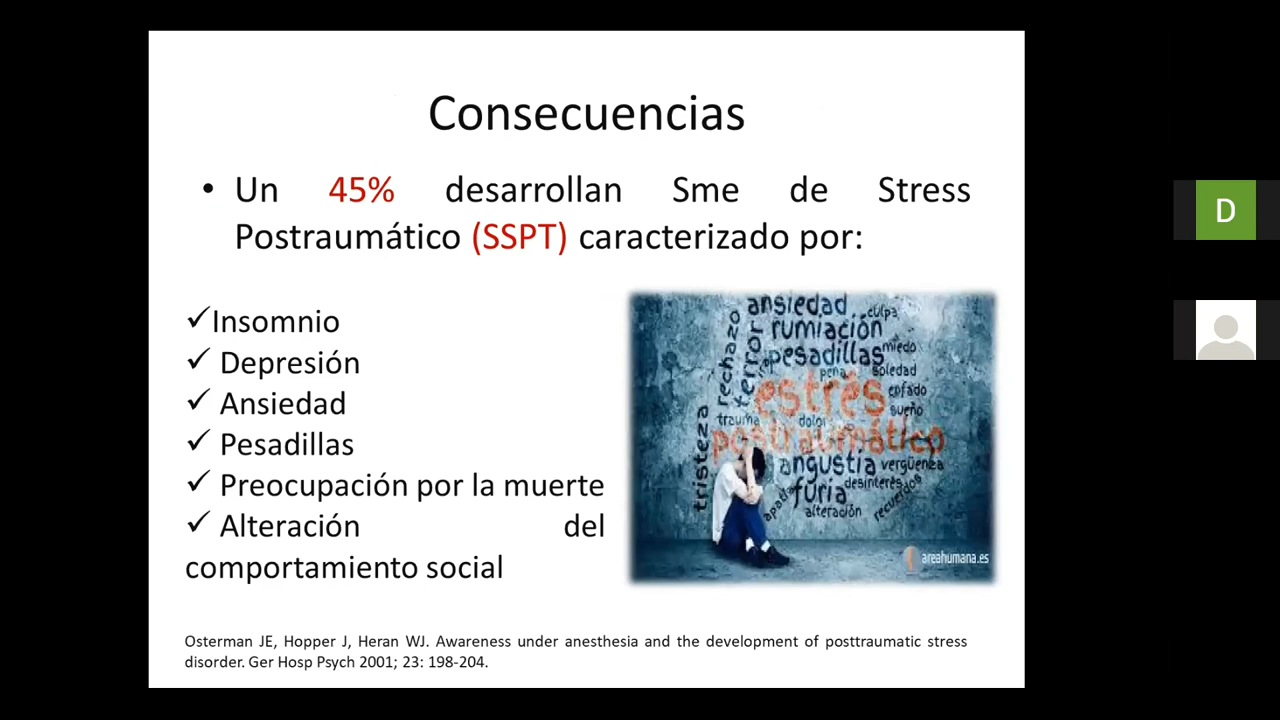 Consecuencias
• Un 45% desarrollan Sme de Stress
Postraumático (SSPT) caracterizado por:
✓Insomnio
✓ Depresión
✓ Ansiedad
✓ Pesadillas
✓ Preocupación por la muerte
✓ Alteración del
comportamiento social
ansiedad
culpa
rumiación
rechazo
terror
pesadillas
miedo
pena
soledad
estrés
enfado
sueño
trauma
dolor
postraumático
tristeza
angustia
vergüenza
furia
desinterés
recuerdos
alteración
areahumana.es
Osterman JE, Hopper J, Heran WJ. Awareness under anesthesia and the development of posttraumatic stress
disorder. Ger Hosp Psych 2001; 23: 198-204.
D